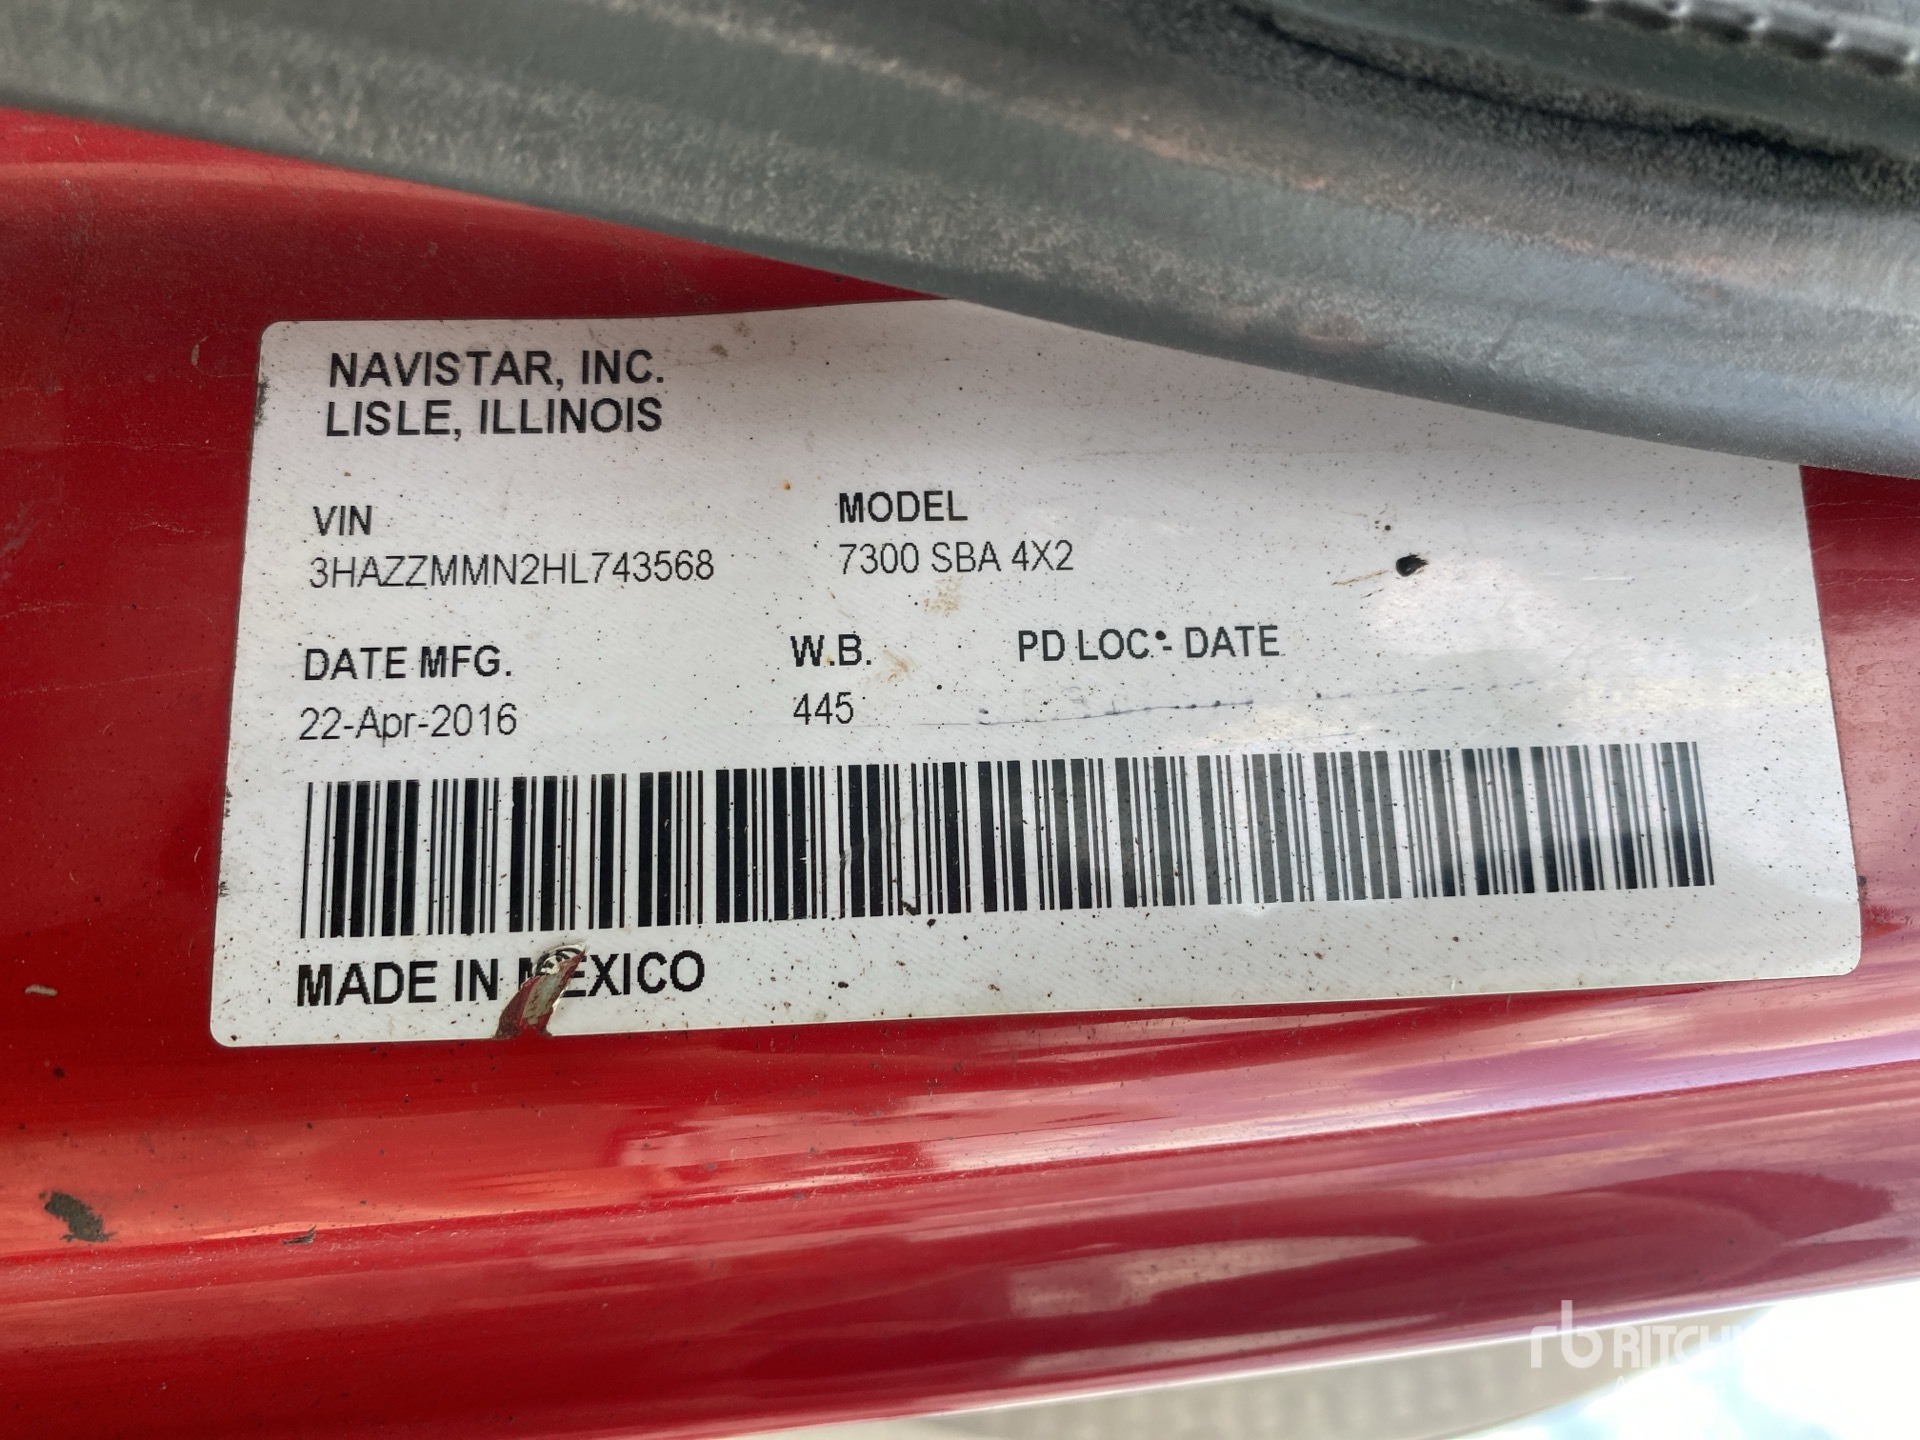 NAVISTAR, INC.
LISLE, ILLINOIS
VIN
3HAZZMMN2HL743568
MODEL
7300 SBA 4X2
DATE MFG.
22-Apr-2016
W.B.
445
PD LOC - DATE
MADE IN MEXICO
rb